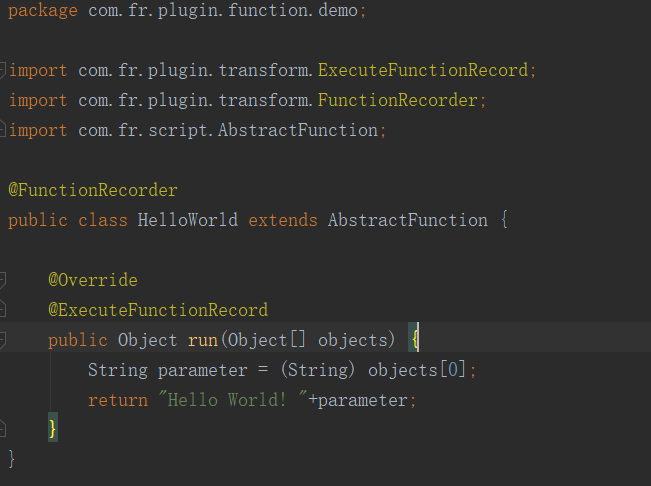 package com.fr.plugin.function.demo;
import com.fr.plugin.transform.ExecuteFunctionRecord;
import com.fr.plugin.transform.FunctionRecorder;
import com.fr.script.AbstractFunction;
@FunctionRecorder
public class HelloWorld extends AbstractFunction {
@Override
@ExecuteFunctionRecord
public Object run(Object[] objects) {
String parameter = (String) objects[0];
return "Hello World! "+parameter;
}
}